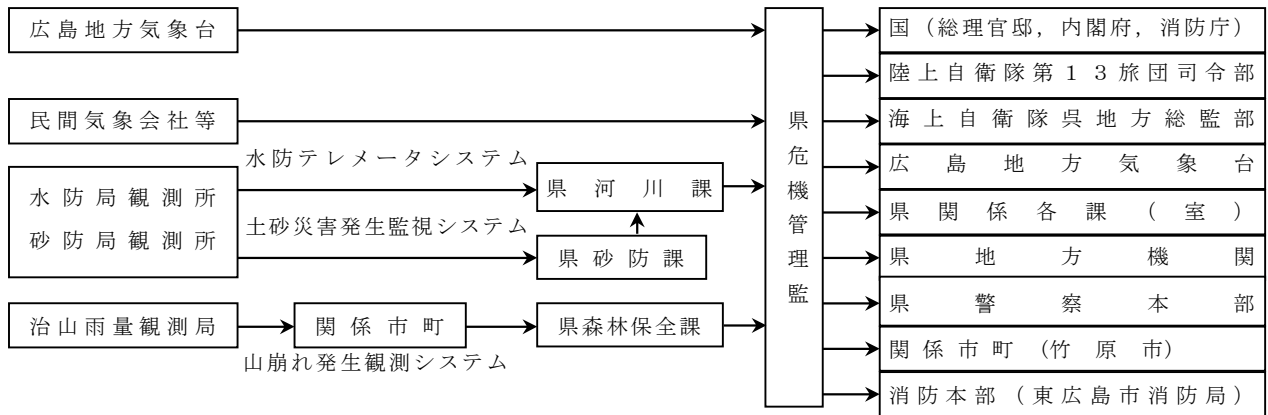 広島地方気象台
民間気象会社等
水防テレメータシステム
水防局観測所
砂防局観測所
土砂災害発生監視システム
県河川課
県砂防課
治山雨量観測局
関係市町
県森林保全課
山崩れ発生観測システム
県危機管理監
国（総理官邸，内閣府，消防庁）
陸上自衛隊第１３旅団司令部
海上自衛隊呉地方総監部
広島地方気象台
県関係各課（室）
県地方機関
県警察本部
関係市町（竹原市）
消防本部（東広島市消防局）